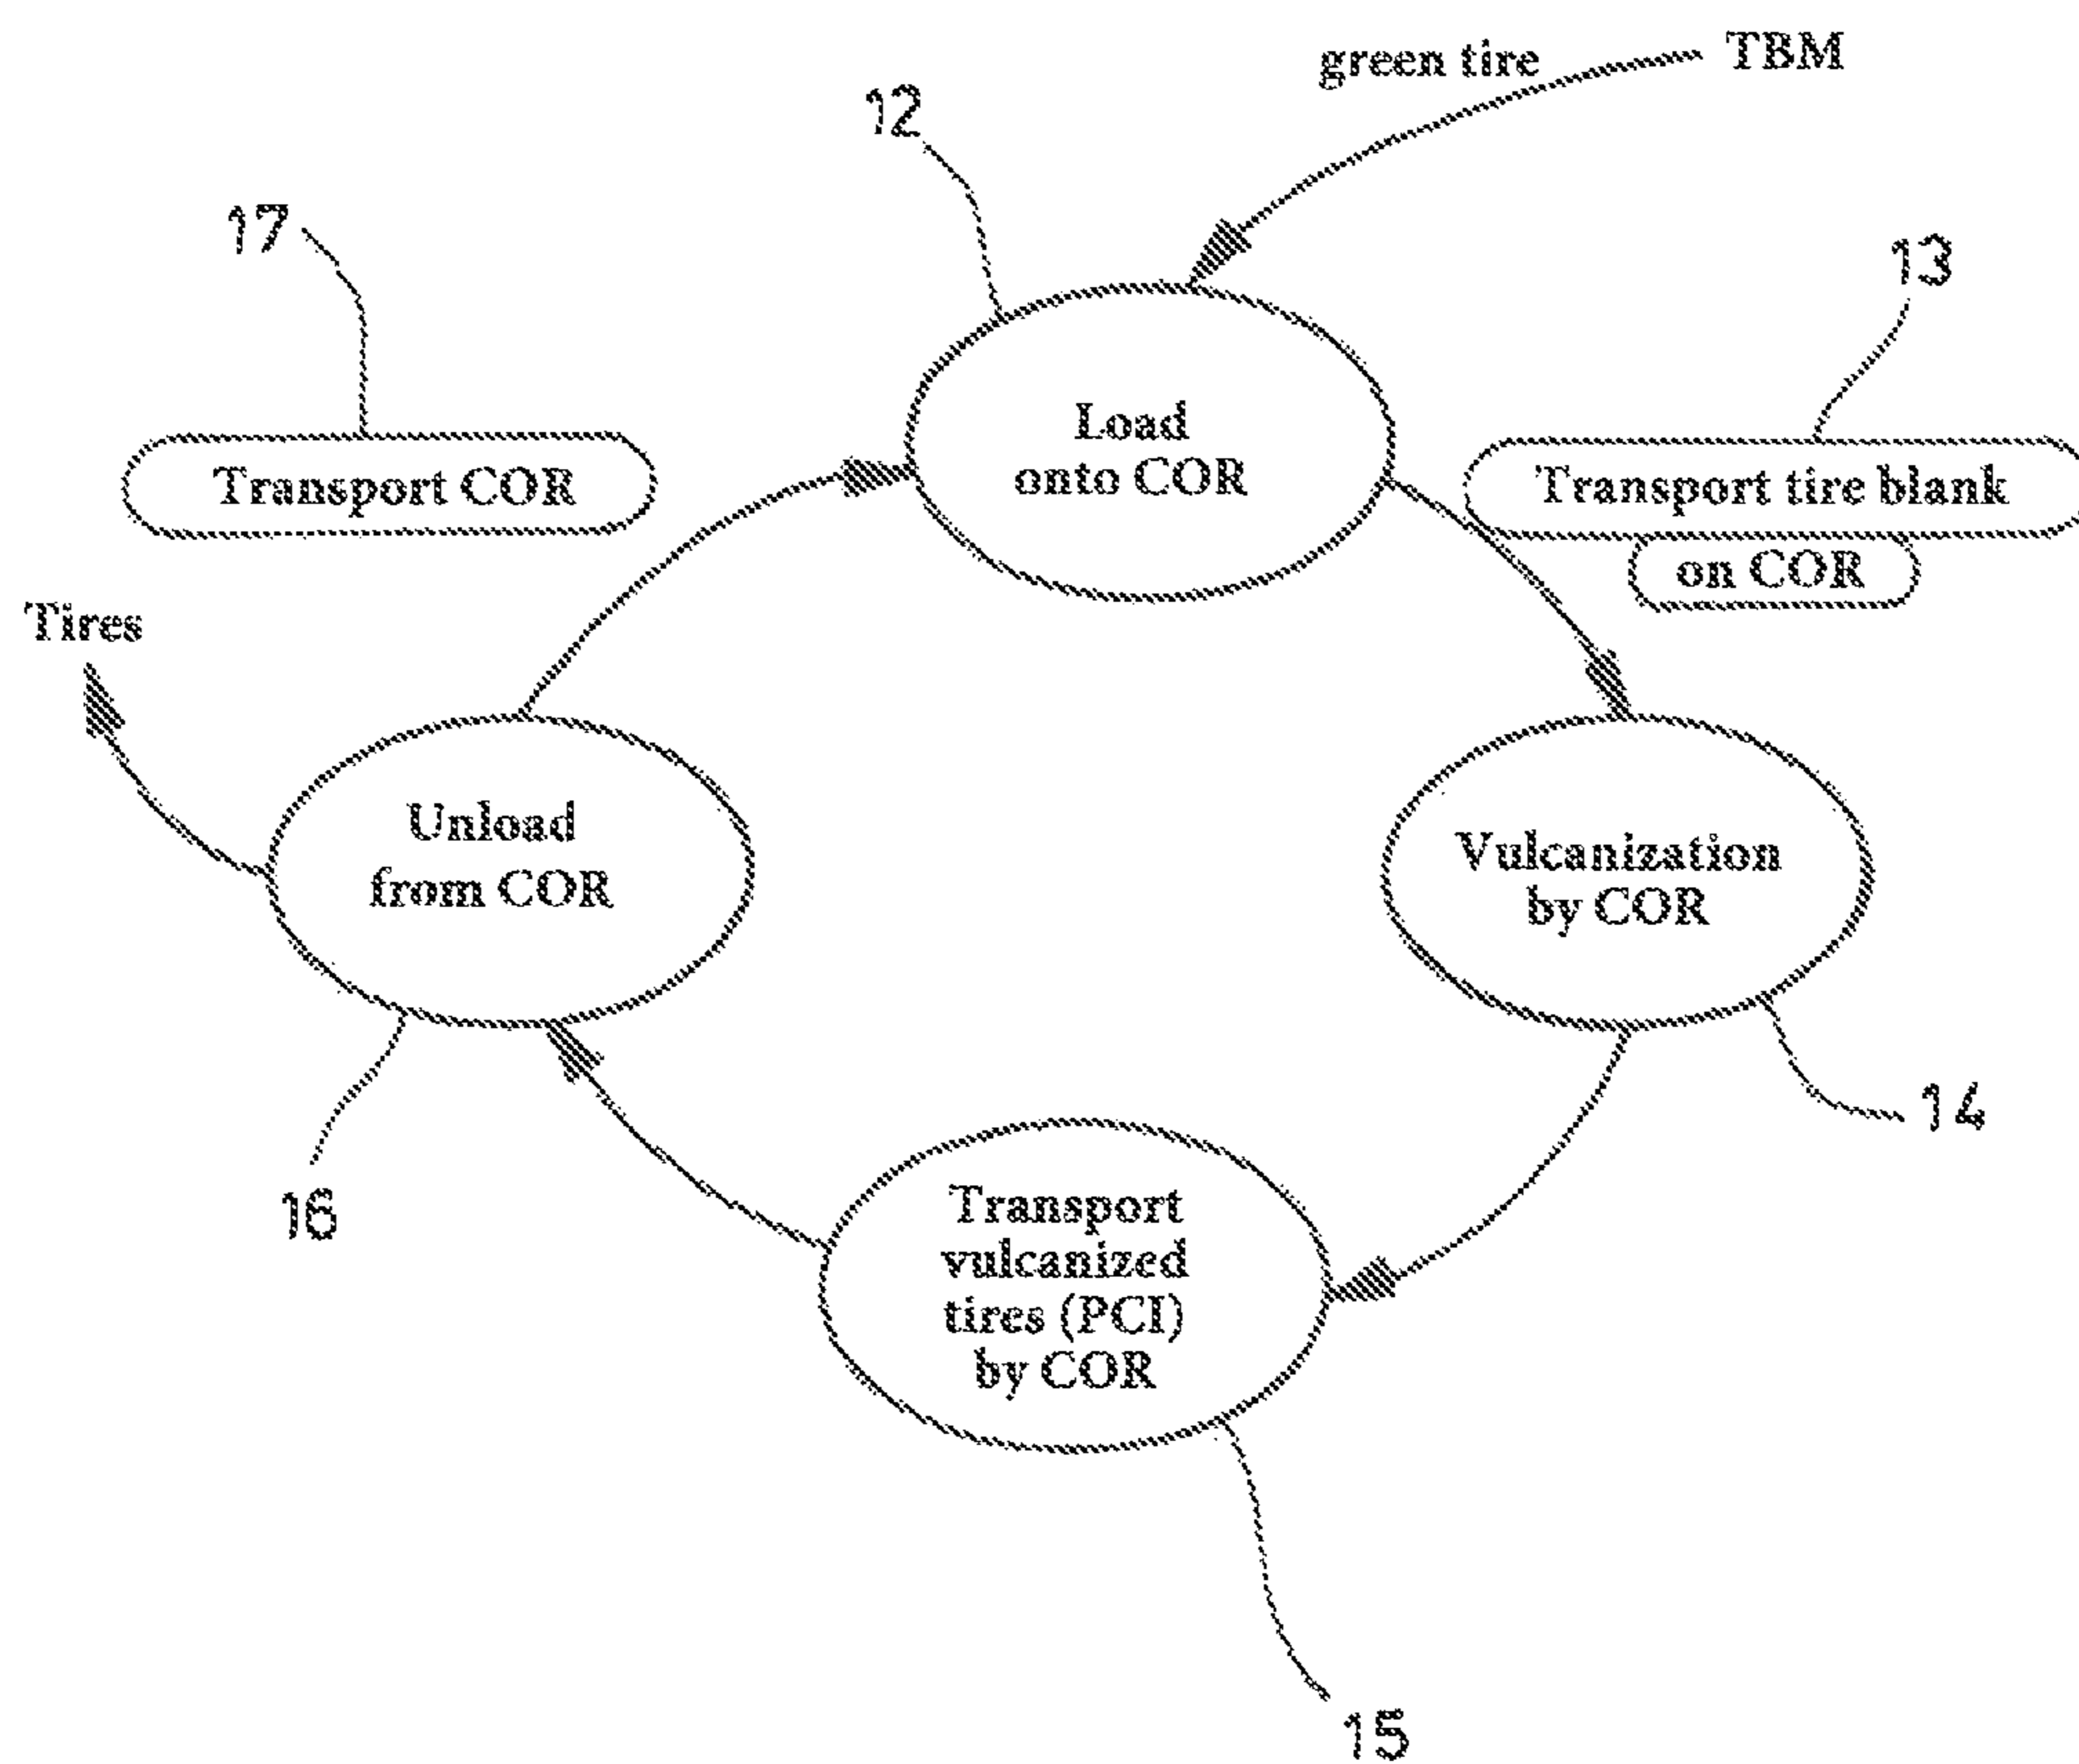 green tire
TBM
12
17
13
Load
onto COR
Transport COR
Transport tire blank
on COR
Tires
Unload
from COR
Vulcanization
by COR
14
16
Transport
vulcanized
tires (PCI)
by COR
15